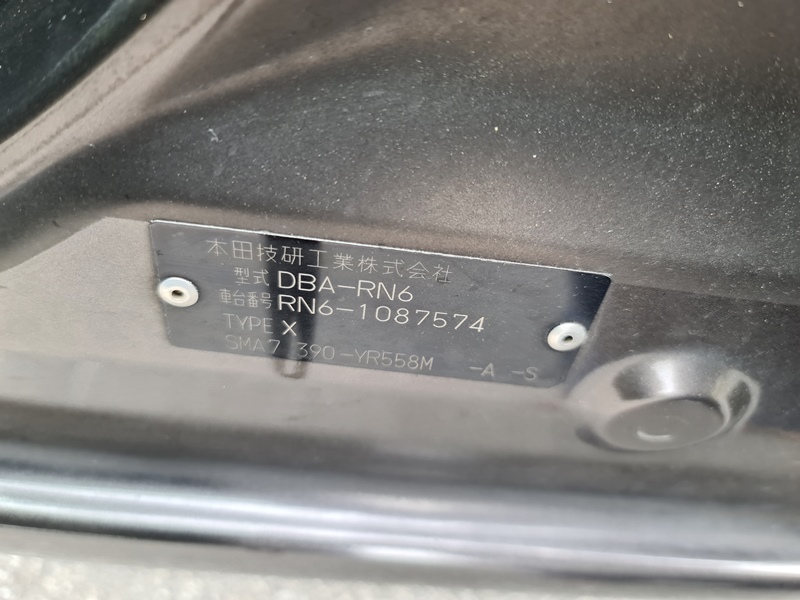 本田技研工業株式会社
型式 DBA-RN6
車台番号 RN6-1087574
TYPE X
SMA7 390-YR558M -A -S